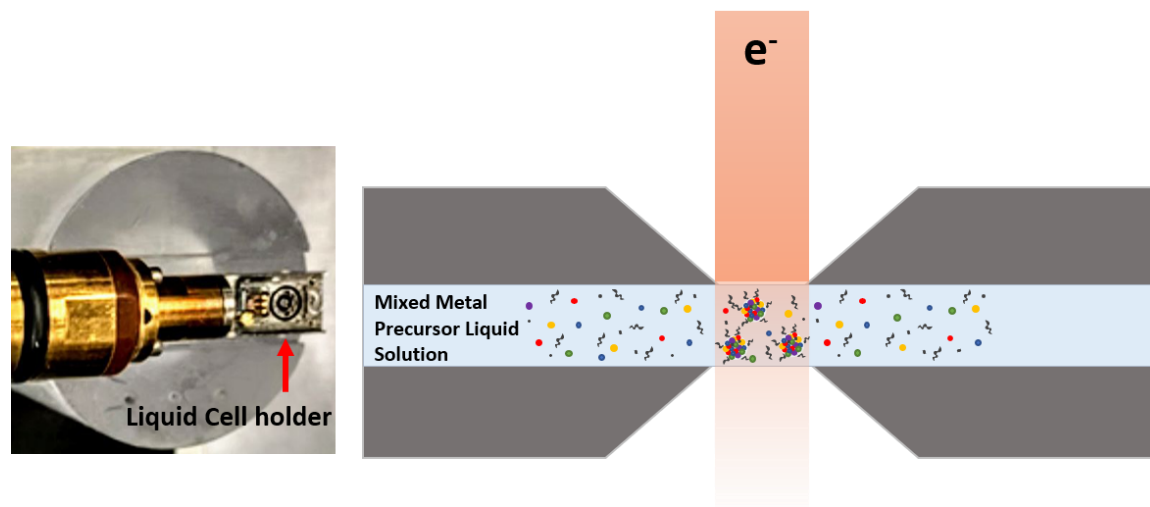 Liquid Cell holder
e-
Mixed Metal
Precursor Liquid
Solution